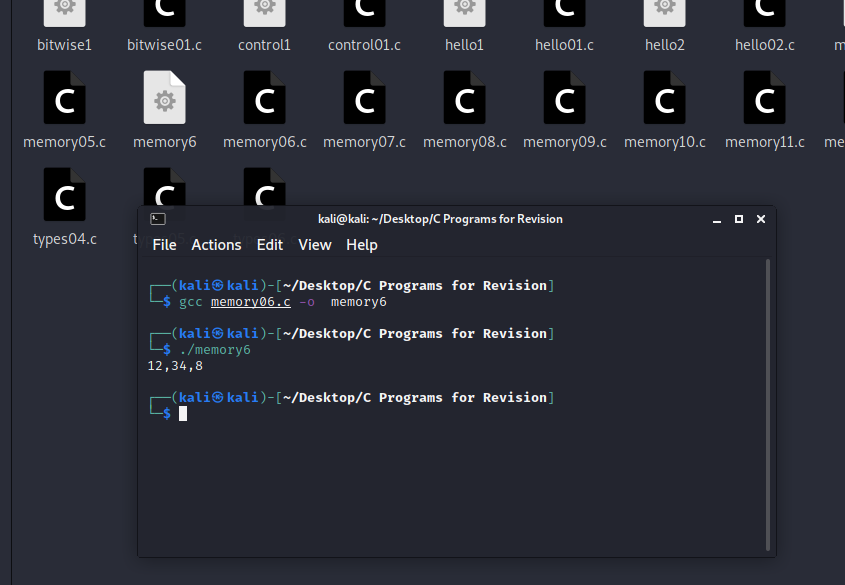 bitwise1 bitwise01.c control1 control01.c hello1 hello01.c hello2 hello02.c
memory05.c memory6 memory06.c memory07.c memory08.c memory09.c memory10.c memory11.c
types04.c
kali@kali: ~/Desktop/C Programs for Revision
File Actions Edit View Help
┌──(kali㉿kali)-[~/Desktop/C Programs for Revision]
└─$ gcc memory06.c -o  memory6
┌──(kali㉿kali)-[~/Desktop/C Programs for Revision]
└─$ ./memory6
12,34,8
┌──(kali㉿kali)-[~/Desktop/C Programs for Revision]
└─$